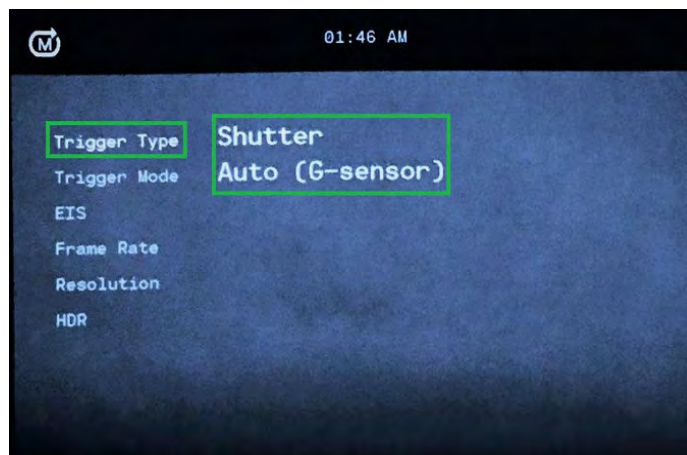 M
01:46 AM
Trigger Type
Shutter
Auto (G-sensor)
Trigger Mode
EIS
Frame Rate
Resolution
HDR